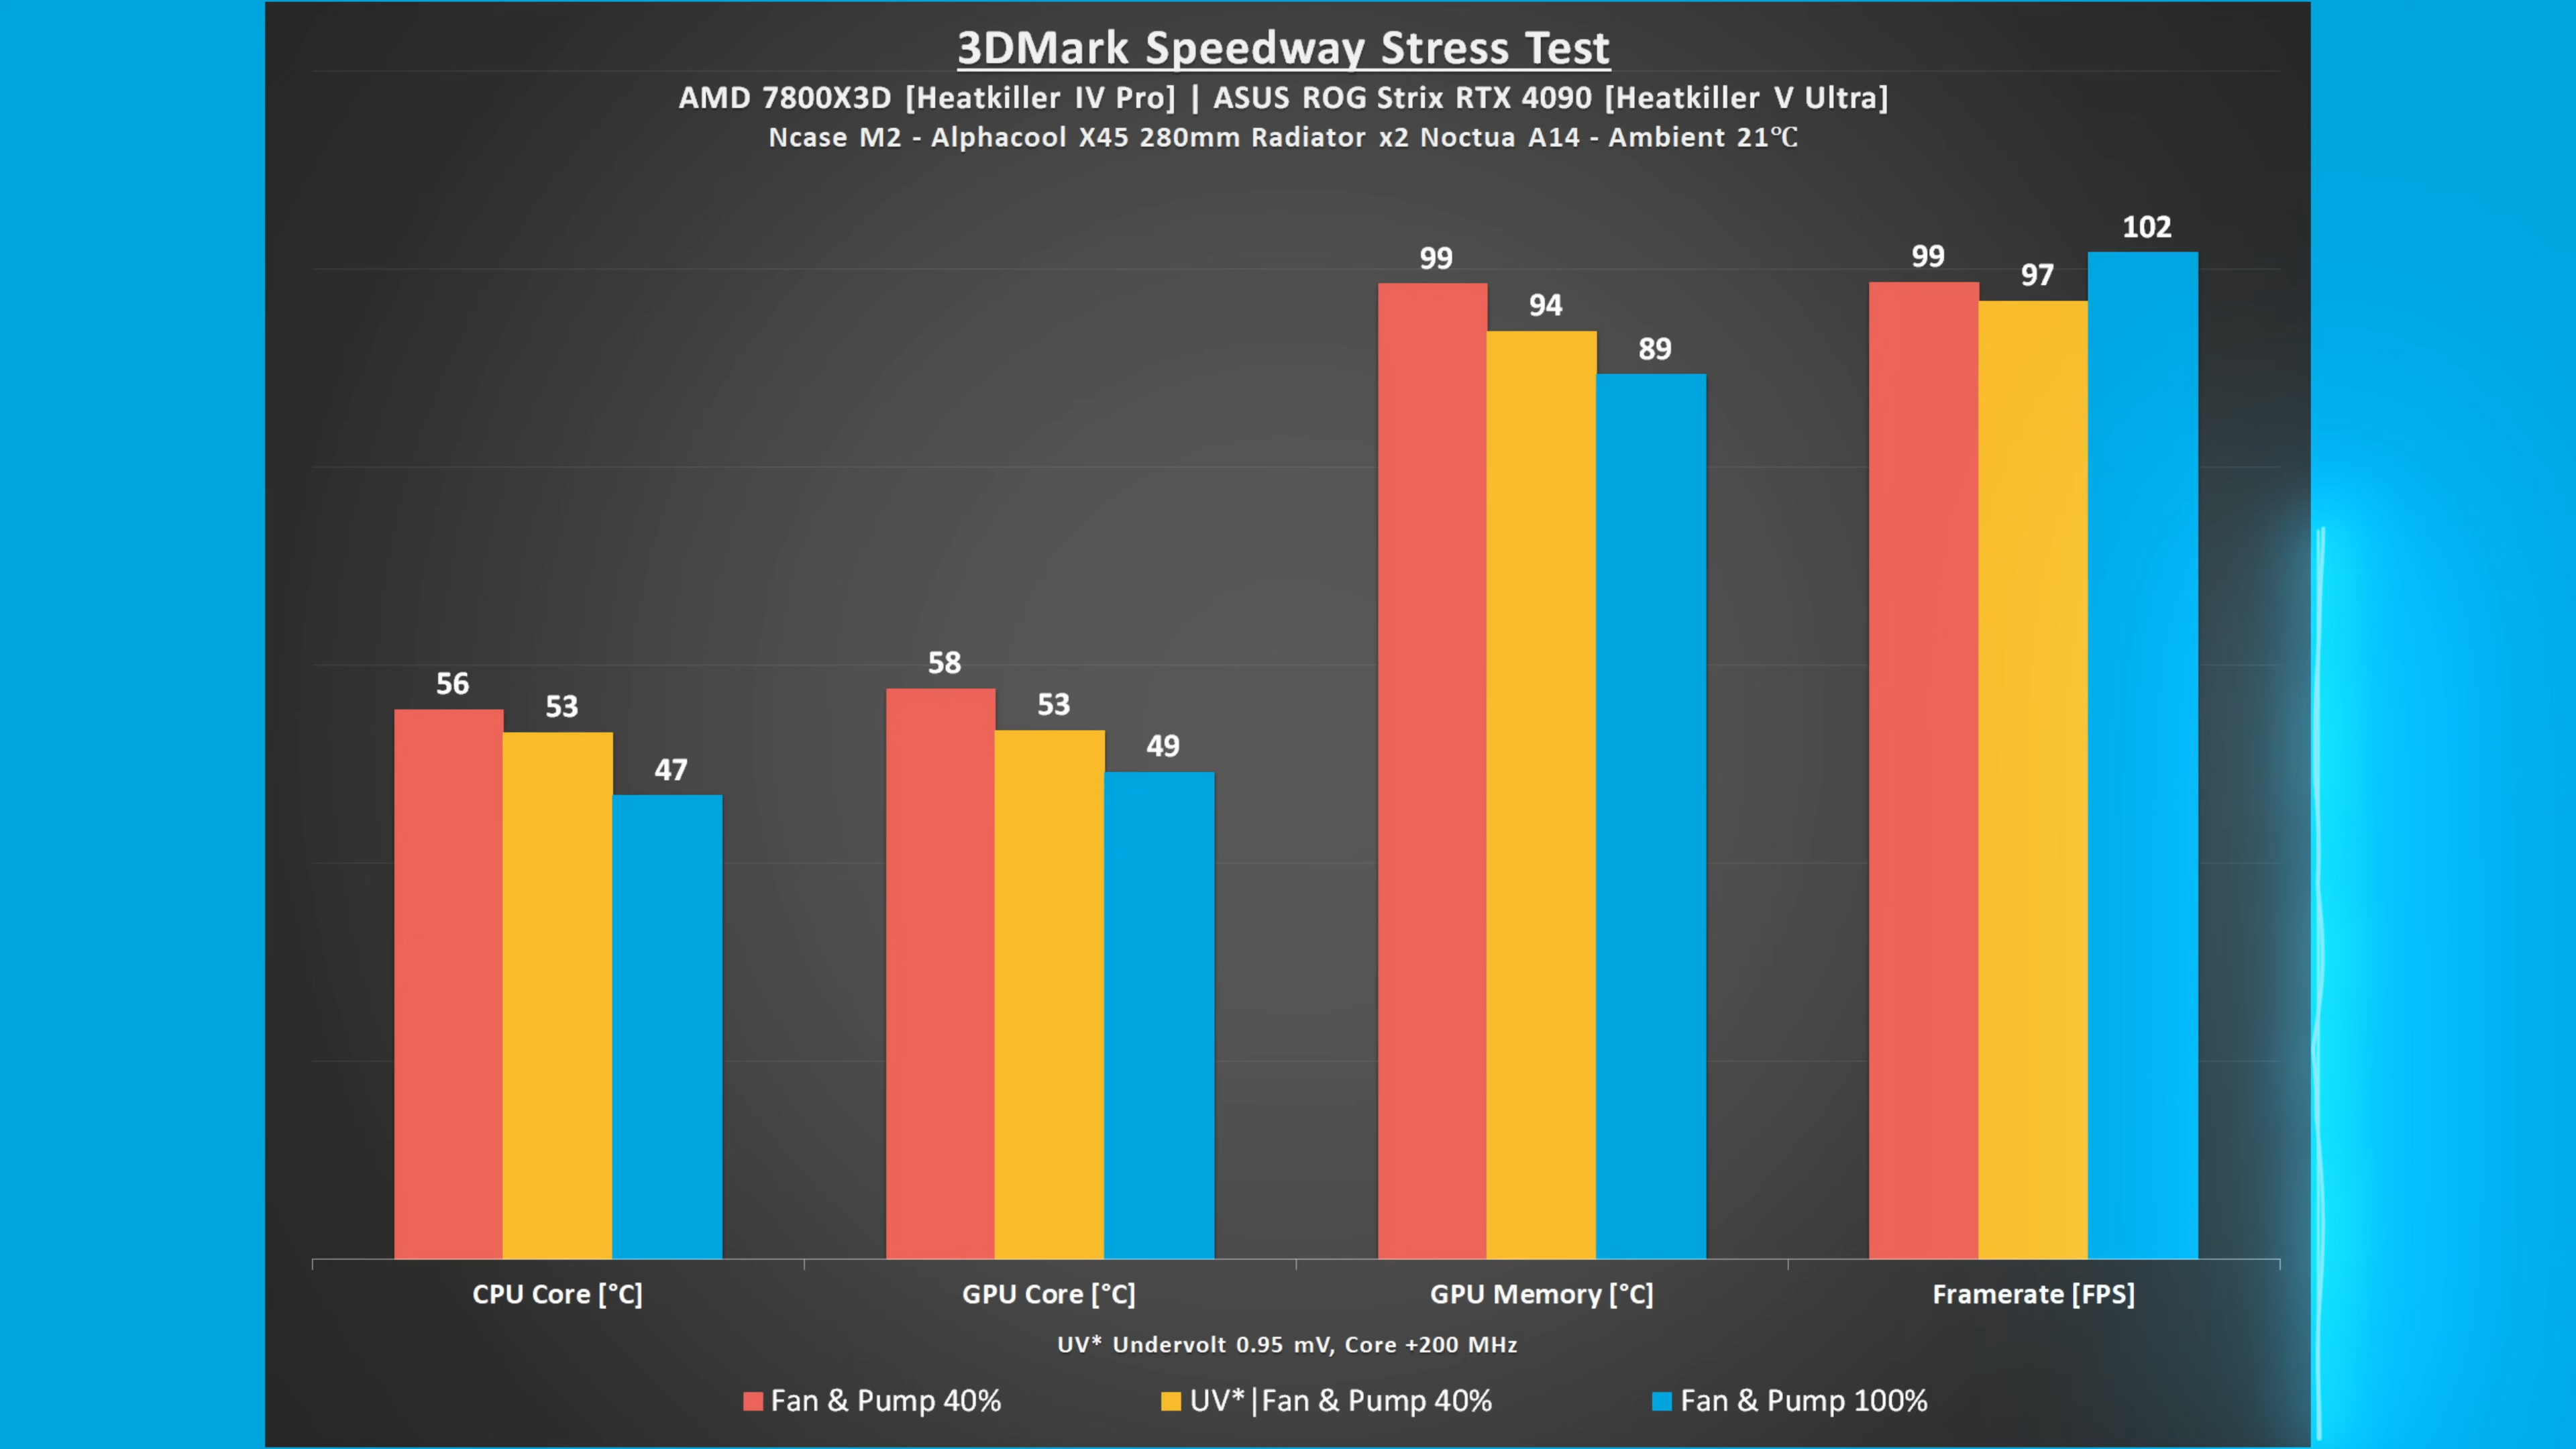 3DMark Speedway Stress Test
AMD 7800X3D [Heatkiller IV Pro] | ASUS ROG Strix RTX 4090 [Heatkiller V Ultra]
Ncase M2 - Alphacool X45 280mm Radiator x2 Noctua A14 - Ambient 21℃
56
53
47
58
53
49
99
94
89
99
97
102
CPU Core [°C]
GPU Core [°C]
GPU Memory [°C]
Framerate [FPS]
UV* Undervolt 0.95 mV, Core +200 MHz
Fan & Pump 40%
UV*|Fan & Pump 40%
Fan & Pump 100%